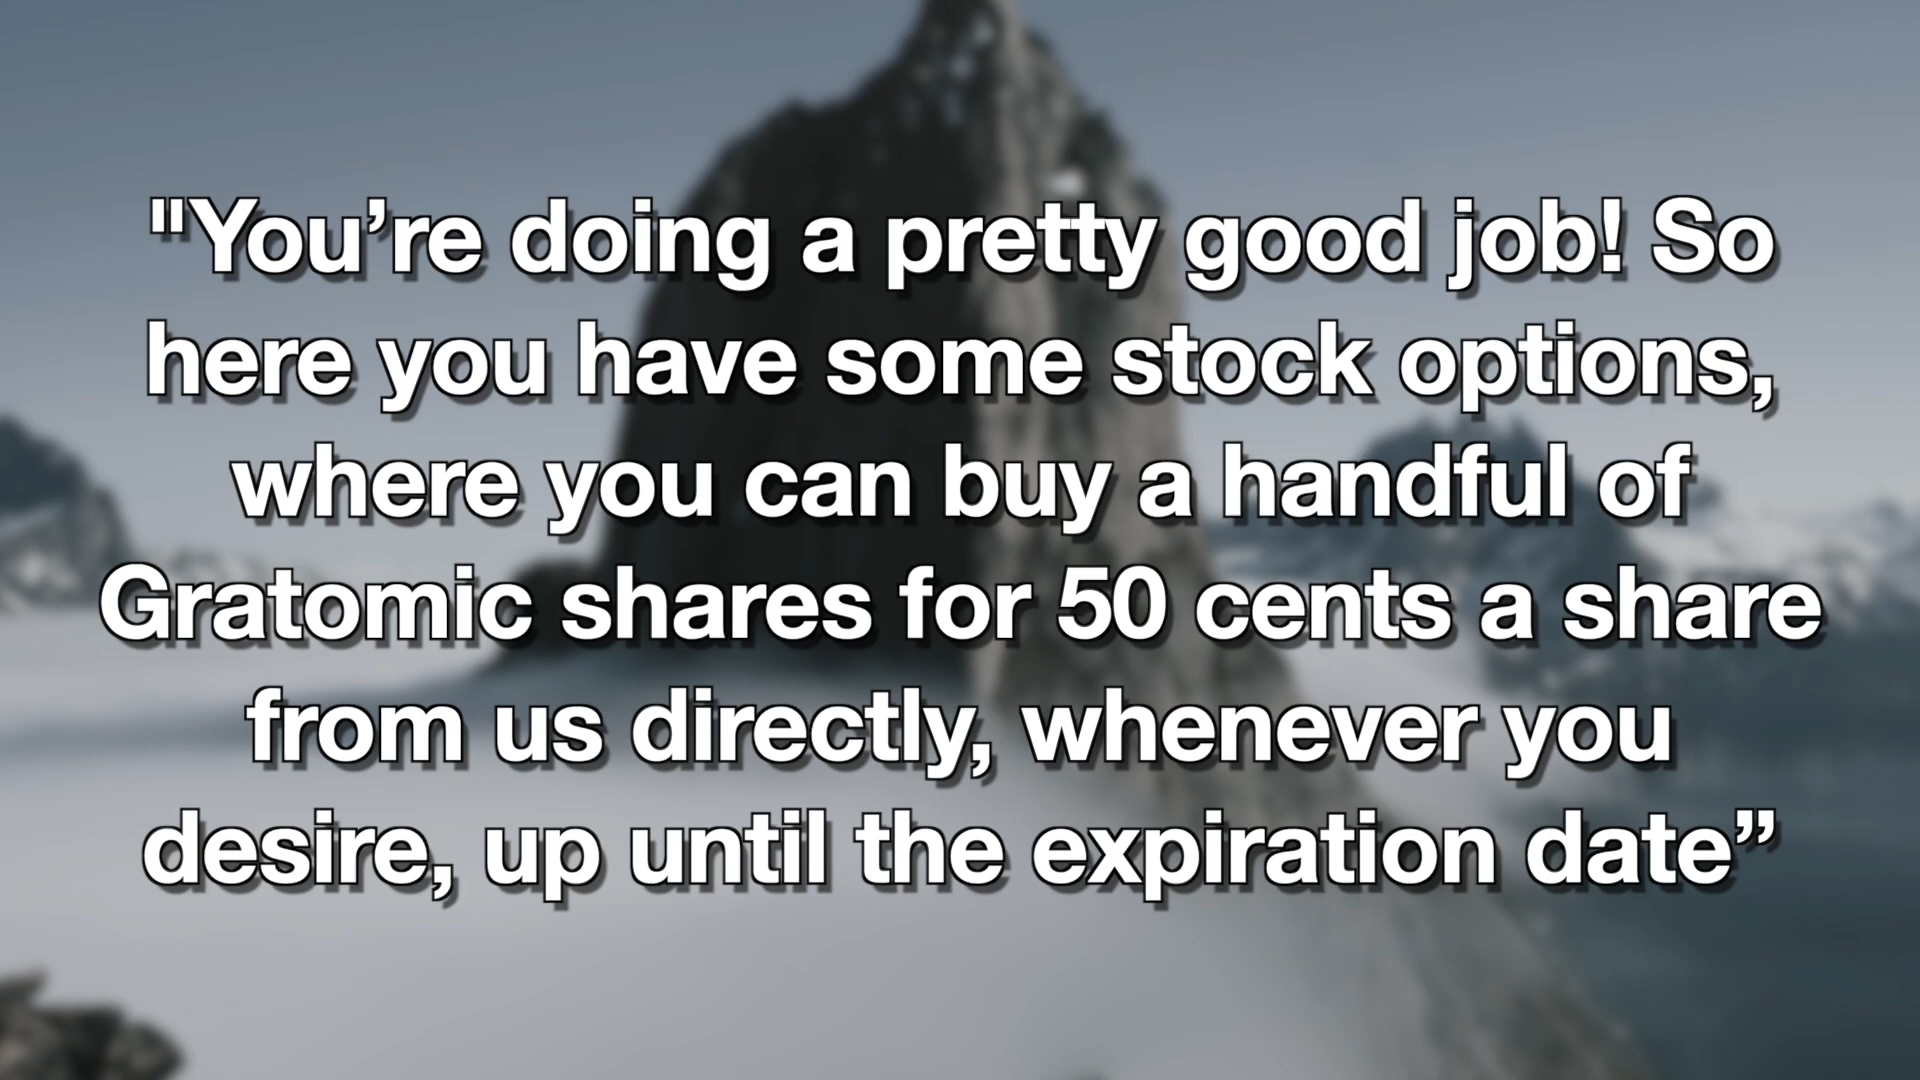 "You’re doing a pretty good job! So
here you have some stock options,
where you can buy a handful of
Gratomic shares for 50 cents a share
from us directly, whenever you
desire, up until the expiration date”